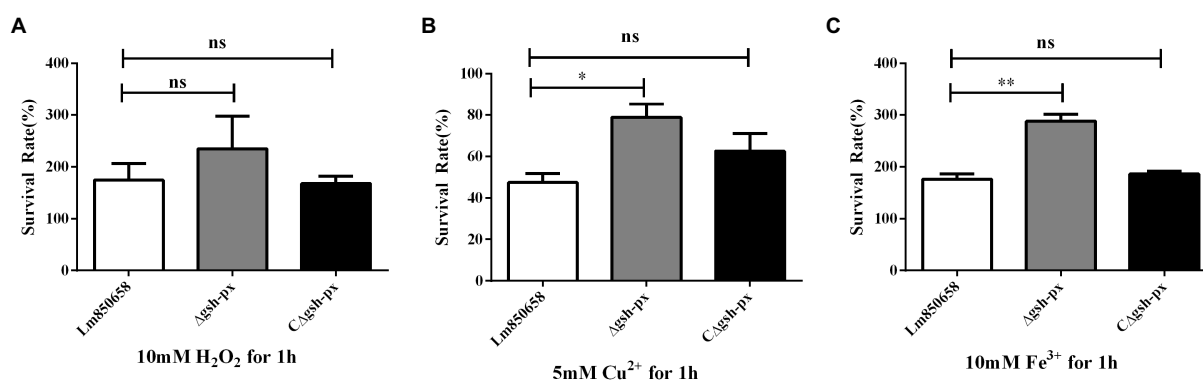 A
ns
ns
400
300
200
100
0
Survival Rate(%)
Lm850658
Δgsh-px
CΔgsh-px
10mM H₂O₂ for 1h
B
ns
*
100
80
60
40
20
0
Survival Rate(%)
Lm850658
Δgsh-px
CΔgsh-px
5mM Cu²⁺ for 1h
C
ns
**
400
300
200
100
0
Survival Rate(%)
Lm850658
Δgsh-px
CΔgsh-px
10mM Fe³⁺ for 1h